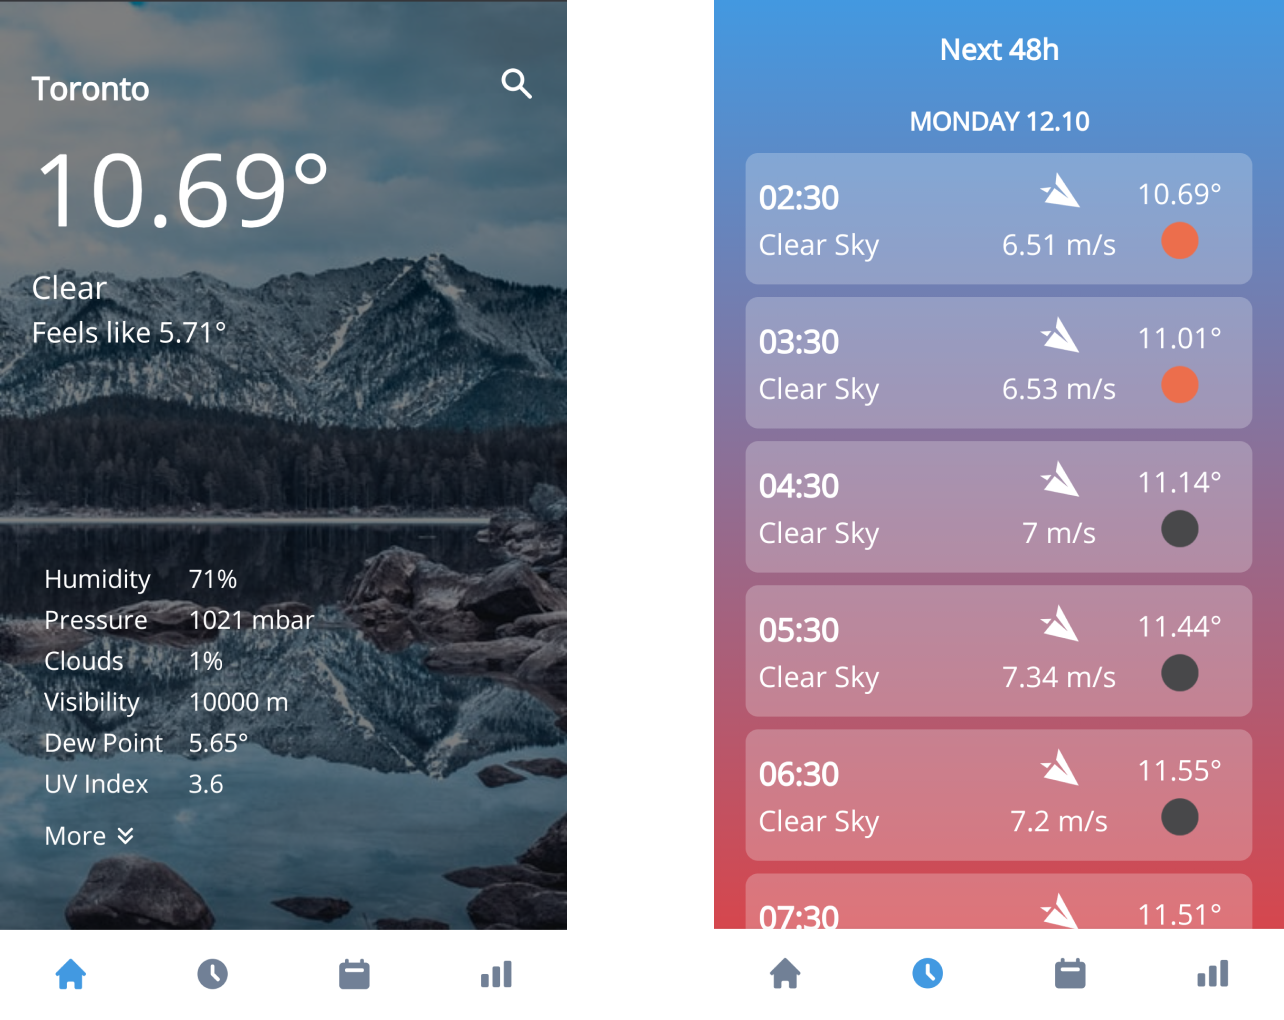 Toronto
10.69°
Clear
Feels like 5.71°
Humidity 71%
Pressure 1021 mbar
Clouds 1%
Visibility 10000 m
Dew Point 5.65°
UV Index 3.6
More
Next 48h
MONDAY 12.10
02:30 10.69°
Clear Sky 6.51 m/s
03:30 11.01°
Clear Sky 6.53 m/s
04:30 11.14°
Clear Sky 7 m/s
05:30 11.44°
Clear Sky 7.34 m/s
06:30 11.55°
Clear Sky 7.2 m/s
07:30 11.51°